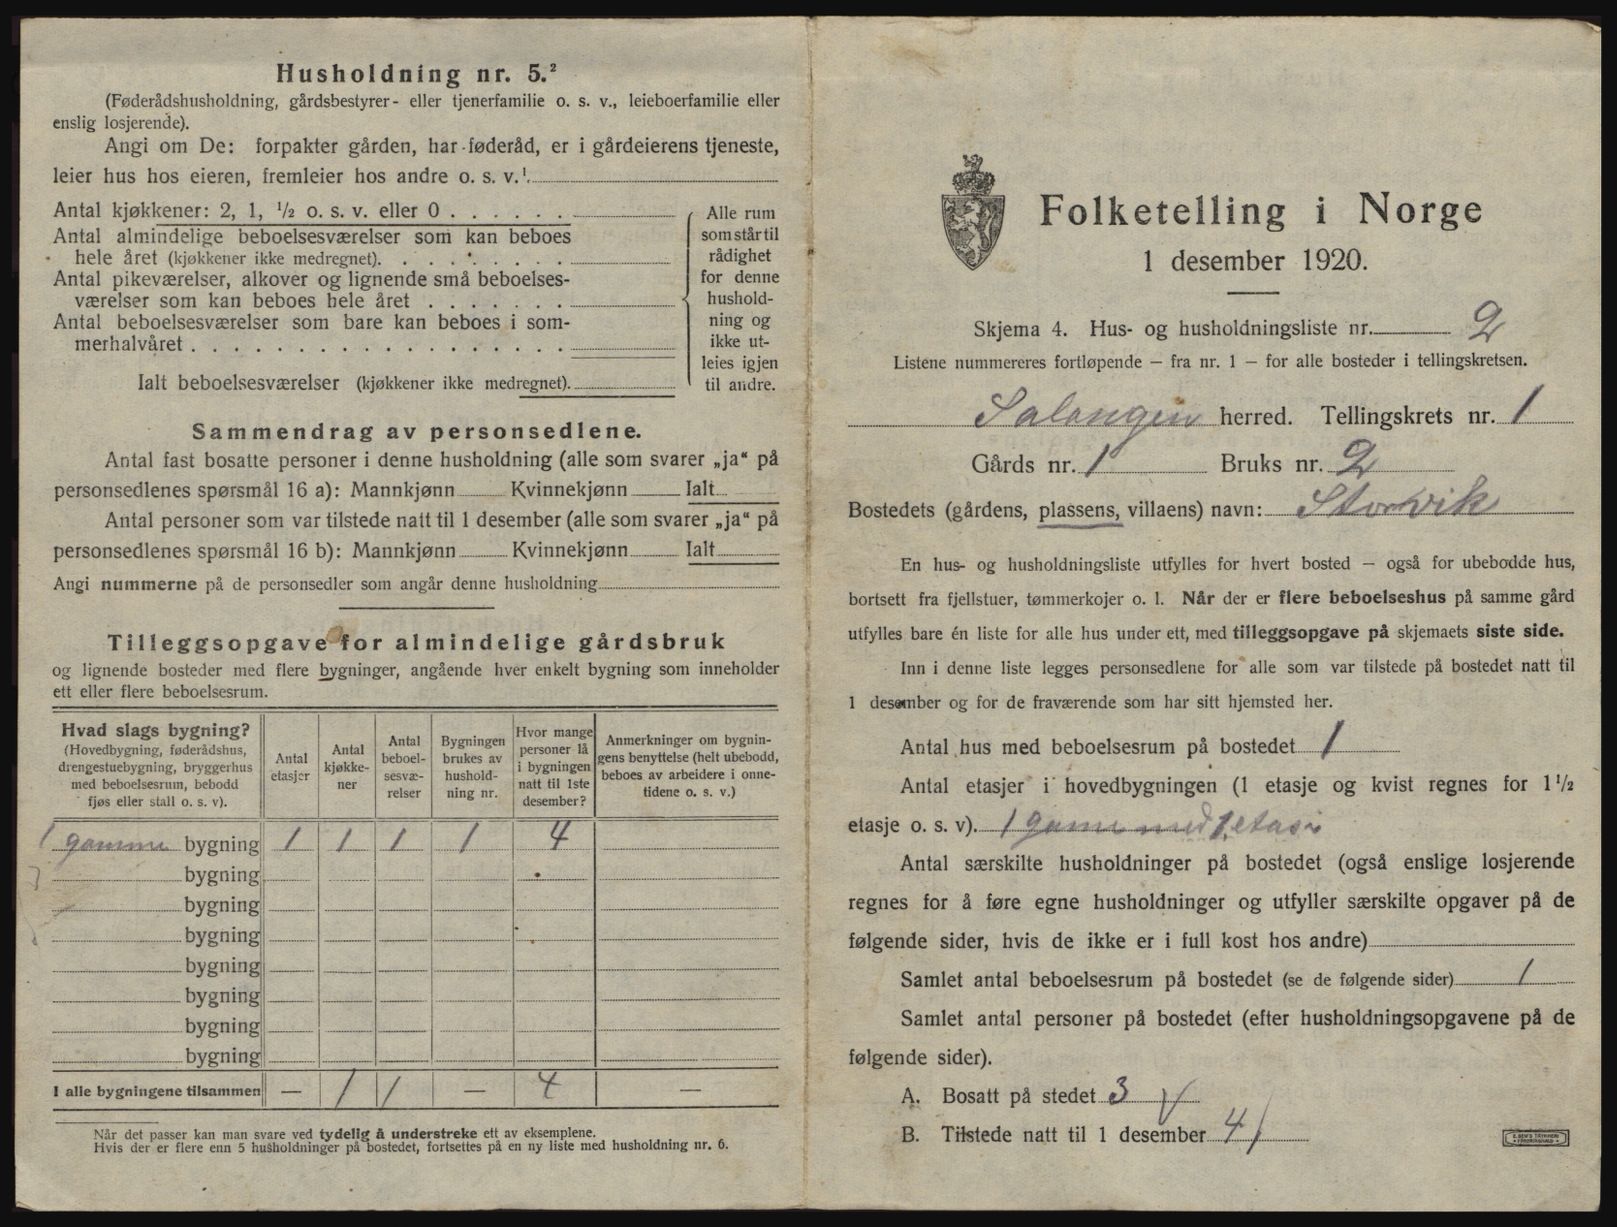 Husholdning nr. 5.²
(Føderådshusholdning, gårdsbestyrer- eller tjenerfamilie o. s. v., leieboerfamilie eller
enslig losjerende).
Angi om De: forpakter gården, har føderåd, er i gårdeierens tjeneste,
leier hus hos eieren, fremleier hos andre o. s. v.¹
Antal kjøkkener: 2, 1, ½ o. s. v. eller 0 . . . . . .
Antal almindelige beboelsesværelser som kan beboes
hele året (kjøkkener ikke medregnet). . . . . . . .
Antal pikeværelser, alkover og lignende små beboelses-
værelser som kan beboes hele året . . . . . . .
Antal beboelsesværelser som bare kan beboes i som-
merhalvåret . . . . . . . . . . . . . . . . . .
Ialt beboelsesværelser (kjøkkener ikke medregnet).
Alle rum
som står til
rådighet
for denne
hushold-
ning og
ikke ut-
leies igjen
til andre.
Sammendrag av personsedlene.
Antal fast bosatte personer i denne husholdning (alle som svarer „ja“ på
personsedlenes spørsmål 16 a): Mannkjønn Kvinnekjønn Ialt
Antal personer som var tilstede natt til 1 desember (alle som svarer „ja“ på
personsedlenes spørsmål 16 b): Mannkjønn Kvinnekjønn Ialt
Angi nummerne på de personsedler som angår denne husholdning
Tilleggsopgave for almindelige gårdsbruk
og lignende bosteder med flere bygninger, angående hver enkelt bygning som inneholder
ett eller flere beboelsesrum.
Hvad slags bygning?
(Hovedbygning, føderådshus,
drengestuebygning, bryggerhus
med beboelsesrum, bebodd
fjøs eller stall o. s. v).
Antal
etasjer
Antal
kjøkke-
ner
Antal
beboel-
sesvæ-
relser
Bygningen
brukes av
hushold-
ning nr.
Hvor mange
personer lå
i bygningen
natt til 1ste
desember?
Anmerkninger om bygnin-
gens benyttelse (helt ubebodd,
beboes av arbeidere i onne-
tidene o. s. v.)
1 gamme bygning 1 1 1 1 4
bygning
bygning
bygning
bygning
bygning
bygning
bygning
I alle bygningene tilsammen — 1 1 — 4 —
Når det passer kan man svare ved tydelig å understreke ett av eksemplene.
Hvis der er flere enn 5 husholdninger på bostedet, fortsettes på en ny liste med husholdning nr. 6.
Folketelling i Norge
1 desember 1920.
Skjema 4. Hus- og husholdningsliste nr. 2
Listene nummereres fortløpende — fra nr. 1 — for alle bosteder i tellingskretsen.
Salangen herred. Tellingskrets nr. 1
Gårds nr. 1 Bruks nr. 2
Bostedets (gårdens, plassens, villaens) navn: Storvik
En hus- og husholdningsliste utfylles for hvert bosted — også for ubebodde hus,
bortsett fra fjellstuer, tømmerkojer o. l. Når der er flere beboelseshus på samme gård
utfylles bare én liste for alle hus under ett, med tilleggsopgave på skjemaets siste side.
Inn i denne liste legges personsedlene for alle som var tilstede på bostedet natt til
1 desember og for de fraværende som har sitt hjemsted her.
Antal hus med beboelsesrum på bostedet 1
Antal etasjer i hovedbygningen (1 etasje og kvist regnes for 1½
etasje o. s. v). 1 game med 1 etasi
Antal særskilte husholdninger på bostedet (også enslige losjerende
regnes for å føre egne husholdninger og utfyller særskilte opgaver på de
følgende sider, hvis de ikke er i full kost hos andre)
Samlet antal beboelsesrum på bostedet (se de følgende sider) 1
Samlet antal personer på bostedet (efter husholdningsopgavene på de
følgende sider).
A. Bosatt på stedet 3
B. Tilstede natt til 1 desember 4